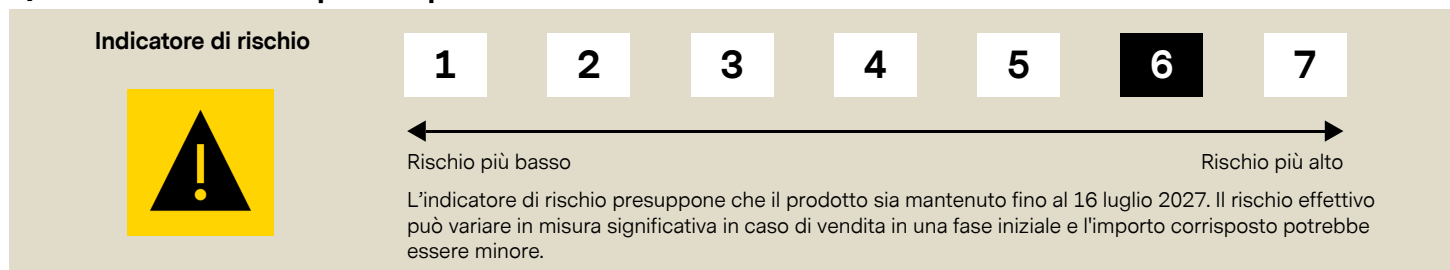 Indicatore di rischio
1 2 3 4 5 6 7
Rischio più basso Rischio più alto
L'indicatore di rischio presuppone che il prodotto sia mantenuto fino al 16 luglio 2027. Il rischio effettivo
può variare in misura significativa in caso di vendita in una fase iniziale e l'importo corrisposto potrebbe
essere minore.